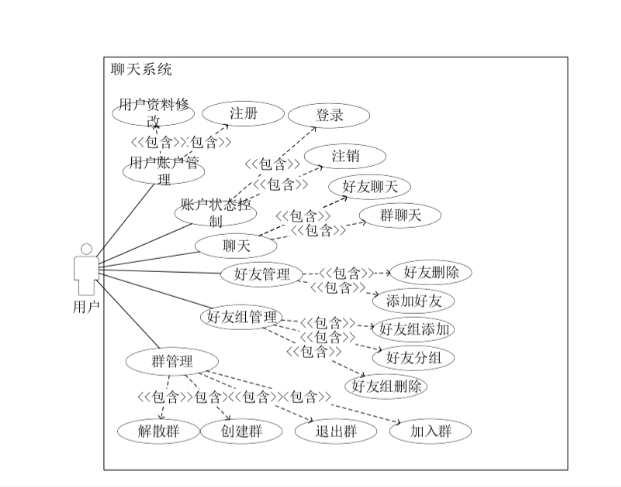 聊天系统
用户资料修
改
注册
登录
<<包含>>
包含>>
用户账户管
理
注销
<<包含>>
<<包含>>
好友聊天
账户状态控
制
<<包含>>
群聊天
<<包含>>
聊天
好友管理
<<包含>>
好友删除
<<包含>>
添加好友
用户
好友组管理
<<包含>>
好友组添加
<<包含>>
<<包含>>
好友分组
群管理
好友组删除
<<包含>>
包含>
<<包含>>
<<包含>>
解散群
创建群
退出群
加入群